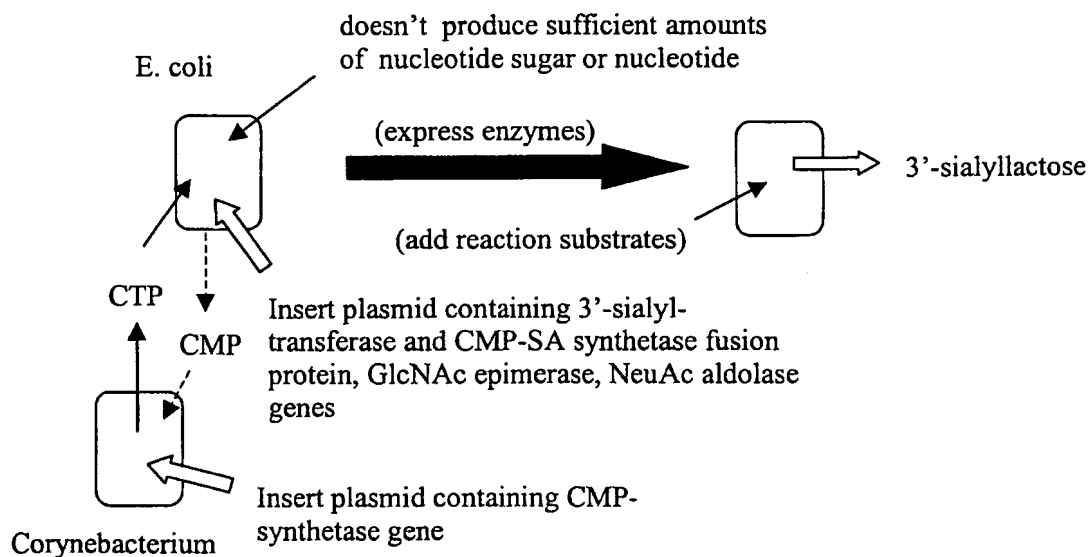 doesn't produce sufficient amounts
of nucleotide sugar or nucleotide
E. coli
(express enzymes)
3'-sialyllactose
(add reaction substrates)
CTP
CMP
Insert plasmid containing 3'-sialyl-
transferase and CMP-SA synthetase fusion
protein, GlcNAc epimerase, NeuAc aldolase
genes
Insert plasmid containing CMP-
synthetase gene
Corynebacterium